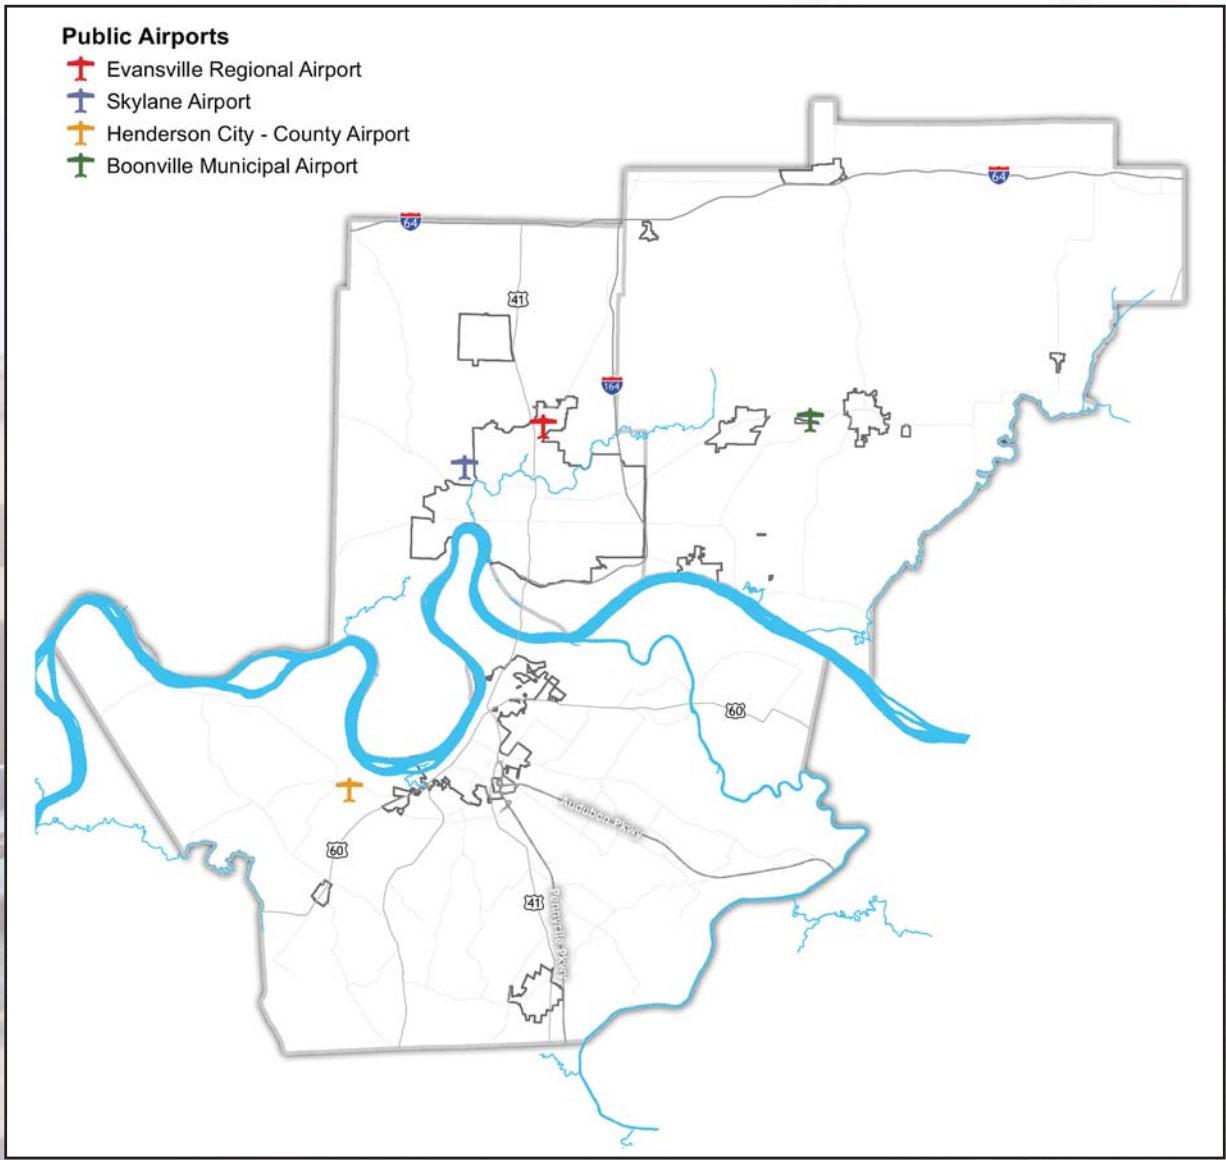 Public Airports
Evansville Regional Airport
Skylane Airport
Henderson City - County Airport
Boonville Municipal Airport
64
64
41
164
60
Audubon Pkwy
60
41
Pennyrile Pkwy